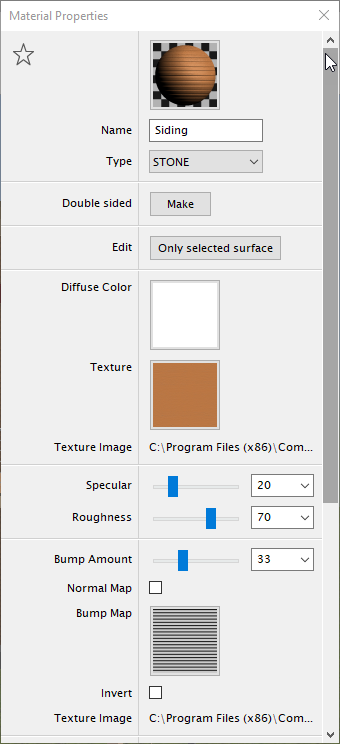 Material Properties
Name Siding
Type STONE
Double sided Make
Edit Only selected surface
Diffuse Color
Texture
Texture Image C:\Program Files (x86)\Com...
Specular 20
Roughness 70
Bump Amount 33
Normal Map
Bump Map
Invert
Texture Image C:\Program Files (x86)\Com...